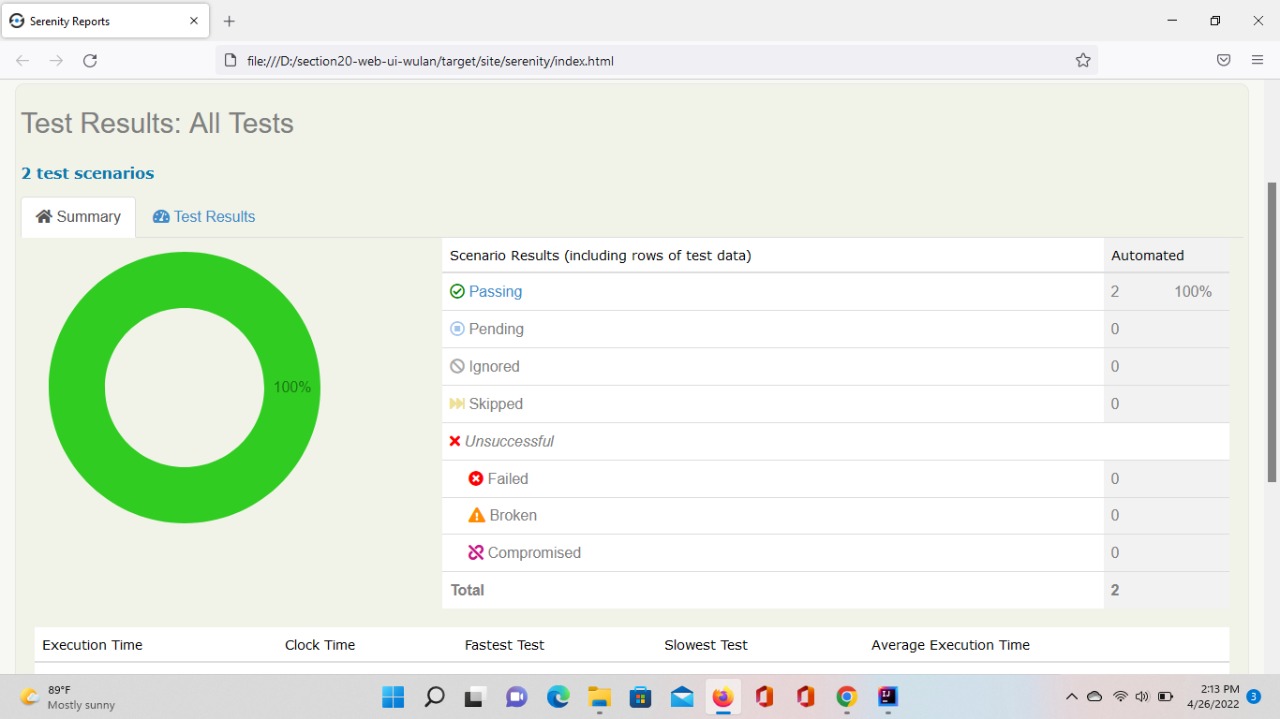 Serenity Reports
file:///D:/section20-web-ui-wulan/target/site/serenity/index.html
Test Results: All Tests
2 test scenarios
Summary Test Results
100%
Scenario Results (including rows of test data) Automated
Passing 2 100%
Pending 0
Ignored 0
Skipped 0
Unsuccessful
Failed 0
Broken 0
Compromised 0
Total 2
Execution Time Clock Time Fastest Test Slowest Test Average Execution Time
89°F
Mostly sunny
2:13 PM
4/26/2022
3